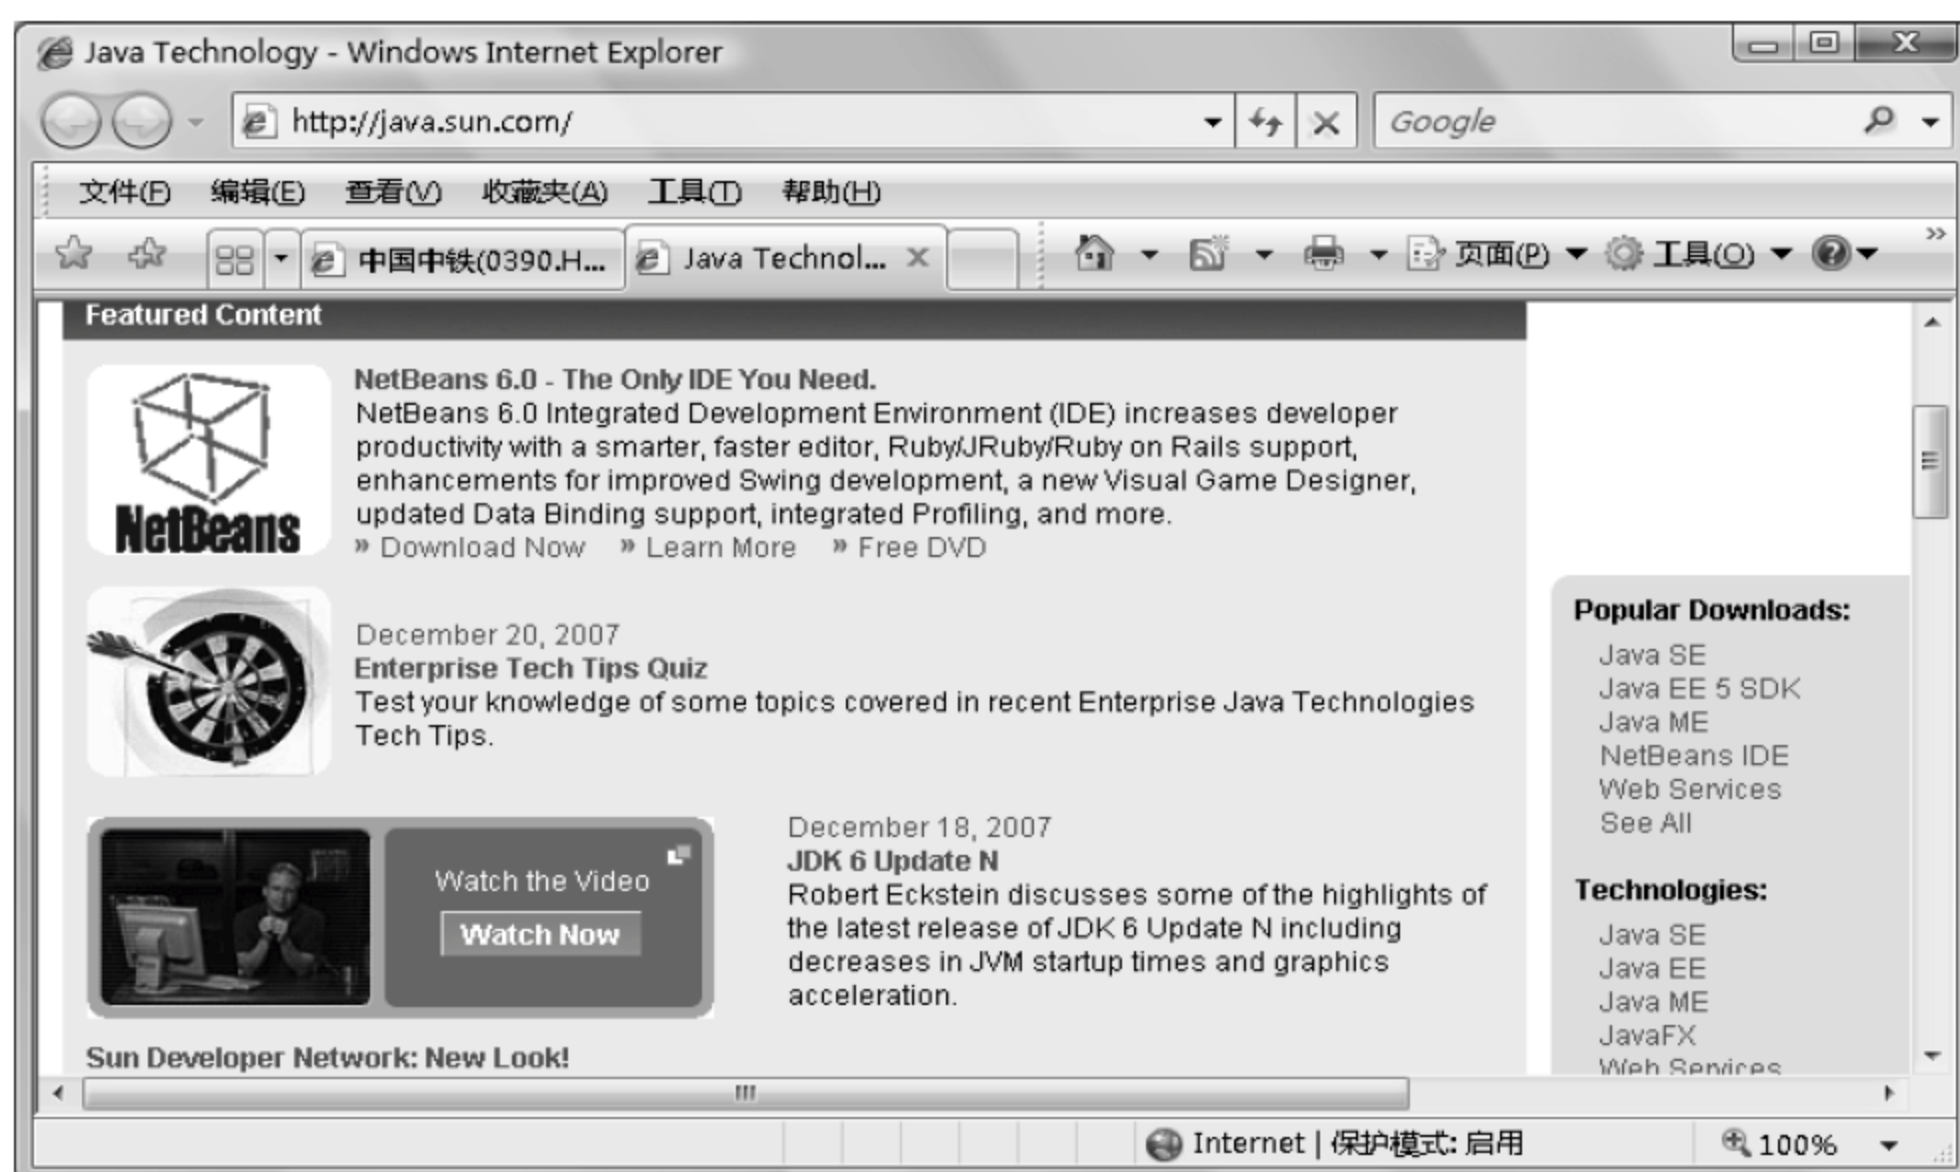 Java Technology - Windows Internet Explorer
http://java.sun.com/
Google
文件(F) 编辑(E) 查看(V) 收藏夹(A) 工具(T) 帮助(H)
中国中铁(0390.H... Java Technol... 页面(P) 工具(O)
Featured Content
NetBeans
NetBeans 6.0 - The Only IDE You Need.
NetBeans 6.0 Integrated Development Environment (IDE) increases developer
productivity with a smarter, faster editor, Ruby/JRuby/Ruby on Rails support,
enhancements for improved Swing development, a new Visual Game Designer,
updated Data Binding support, integrated Profiling, and more.
» Download Now » Learn More » Free DVD
December 20, 2007
Enterprise Tech Tips Quiz
Test your knowledge of some topics covered in recent Enterprise Java Technologies
Tech Tips.
Watch the Video
Watch Now
December 18, 2007
JDK 6 Update N
Robert Eckstein discusses some of the highlights of
the latest release of JDK 6 Update N including
decreases in JVM startup times and graphics
acceleration.
Sun Developer Network: New Look!
Popular Downloads:
Java SE
Java EE 5 SDK
Java ME
NetBeans IDE
Web Services
See All
Technologies:
Java SE
Java EE
Java ME
JavaFX
Web Services
Internet | 保护模式: 启用
100%